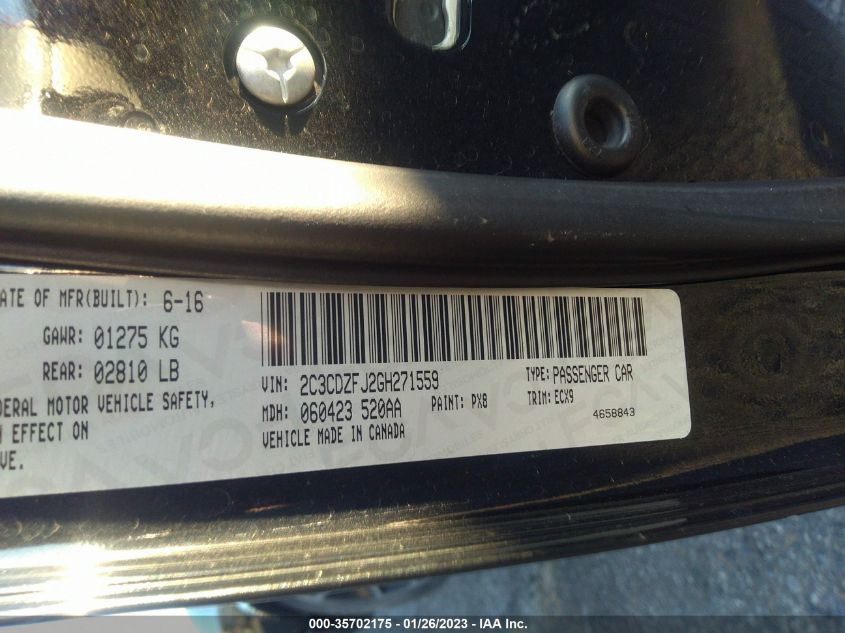 ATE OF MFR(BUILT): 6-16
GAWR: 01275 KG
REAR: 02810 LB
DERAL MOTOR VEHICLE SAFETY,
N EFFECT ON
VE.
VIN: 2C3CDZFJ2GH271559 TYPE: PASSENGER CAR
MDH: 060423 520AA PAINT: PX8 TRIM: ECX9
VEHICLE MADE IN CANADA 4658843
000-35702175 - 01/26/2023 - IAA Inc.